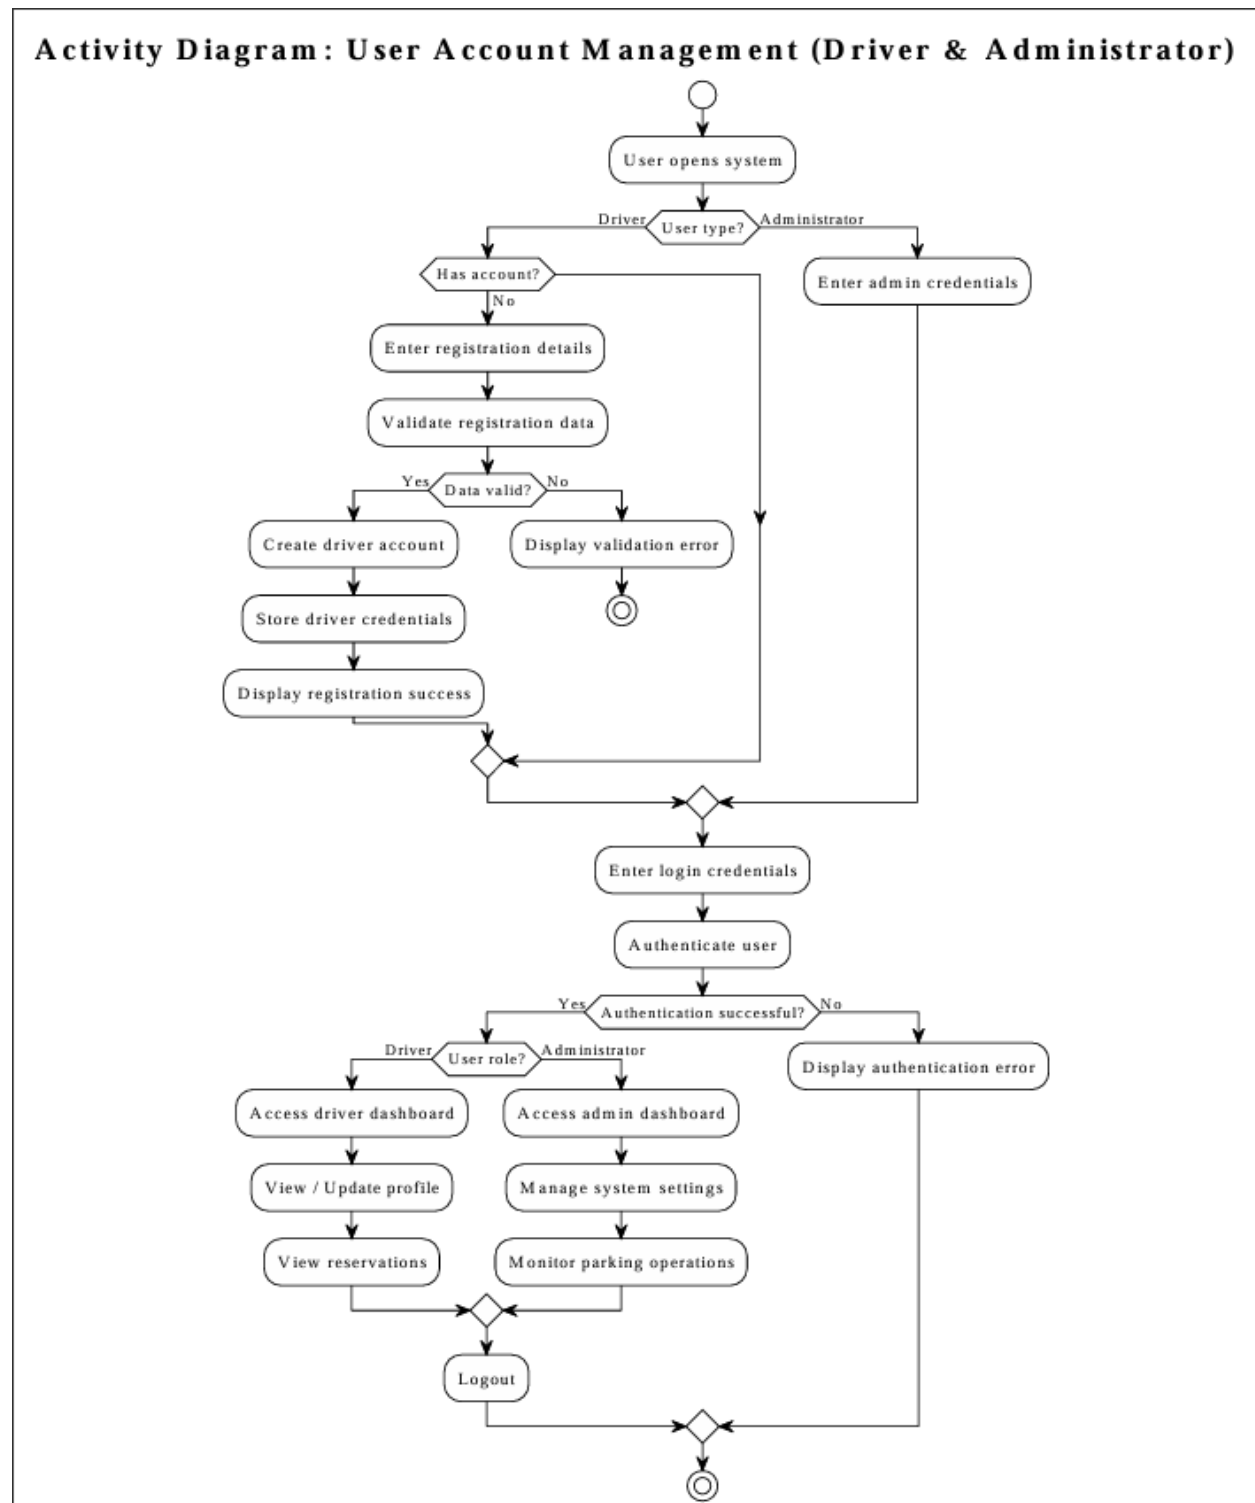 Activity Diagram: User Account Management (Driver & Administrator)
User opens system
Driver
User type?
Administrator
Has account?
Enter admin credentials
No
Enter registration details
Validate registration data
Yes
Data valid?
No
Create driver account
Display validation error
Store driver credentials
Display registration success
Enter login credentials
Authenticate user
Yes
Authentication successful?
No
Driver
User role?
Administrator
Display authentication error
Access driver dashboard
Access admin dashboard
View / Update profile
Manage system settings
View reservations
Monitor parking operations
Logout